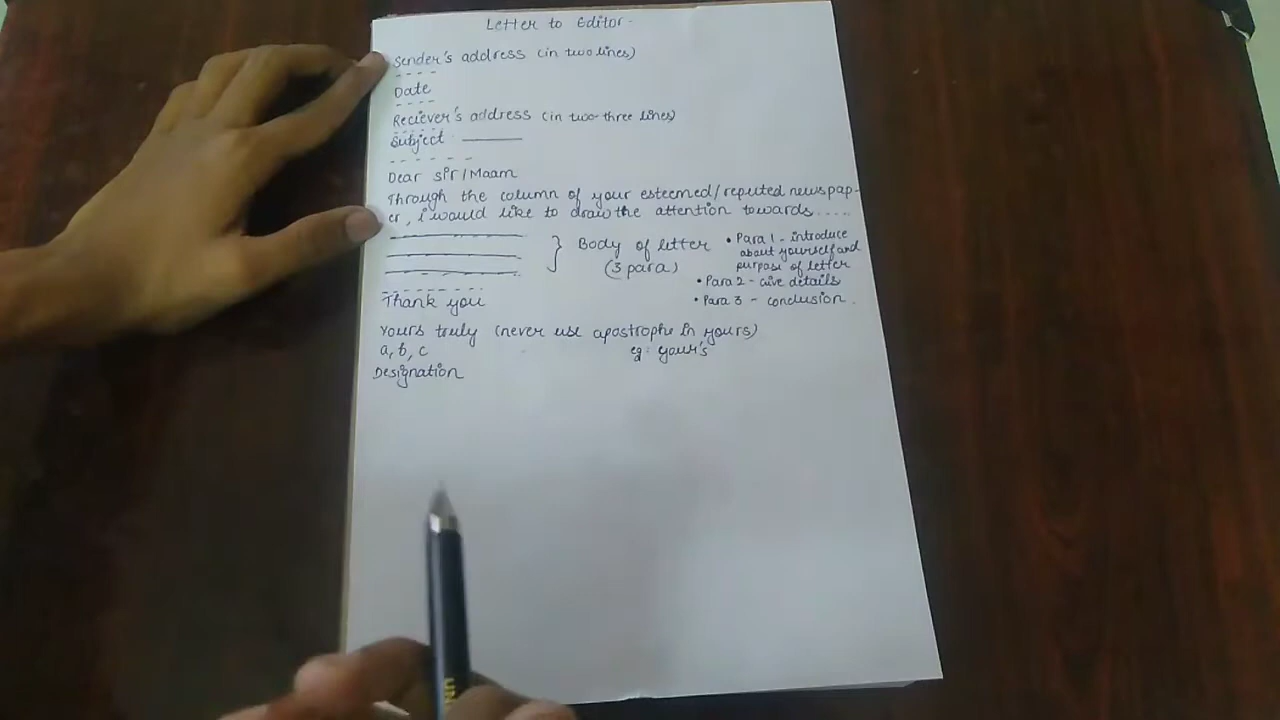 Letter to Editor-
Sender's address (in two lines)
Date
Reciever's address (in two-three lines)
Subject
Dear Sir/Maam
Through the column of your esteemed/reputed newspap-
er, i would like to draw the attention towards.....
Body of letter
(3 para)
• Para 1 - introduce
about yourself and
purpose of letter
• Para 2 - Give details
• Para 3 - conclusion.
Thank you
Yours truly (never use apostrophe in yours)
a, b, c
eg: your's
Designation
UNI